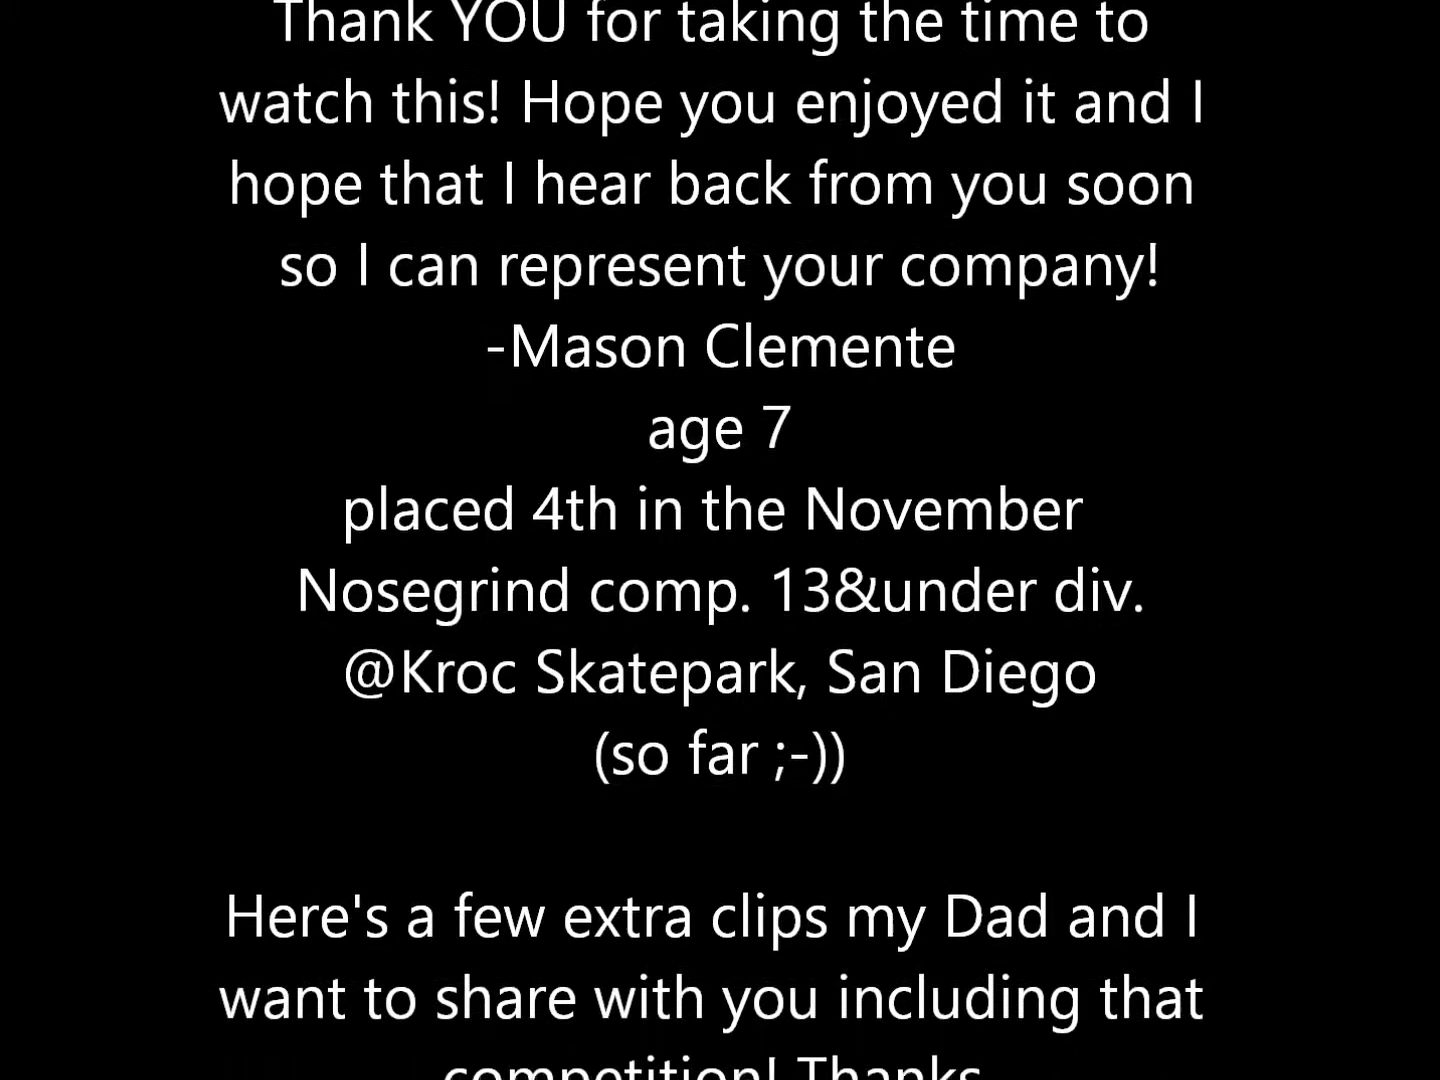 Thank YOU for taking the time to
watch this! Hope you enjoyed it and I
hope that I hear back from you soon
so I can represent your company!
-Mason Clemente
age 7
placed 4th in the November
Nosegrind comp. 13&under div.
@Kroc Skatepark, San Diego
(so far ;-))
Here's a few extra clips my Dad and I
want to share with you including that
competition! Thanks